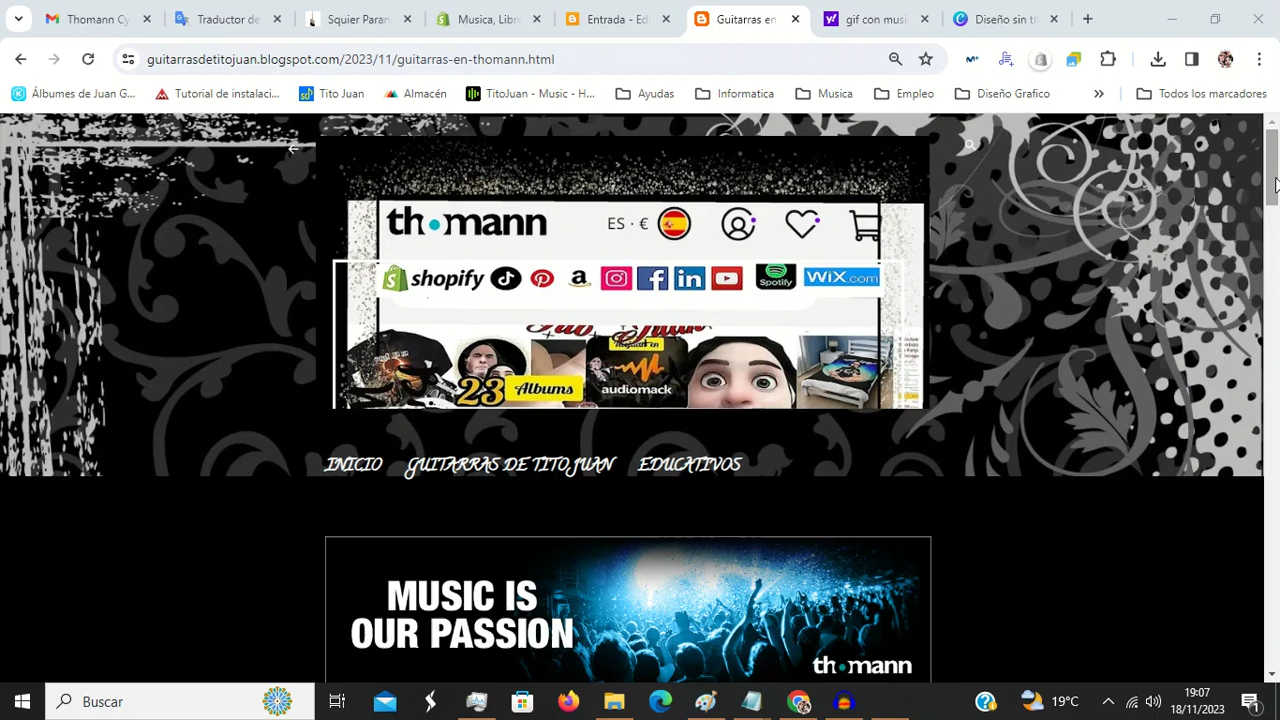 Thomann Cy
Traductor de
Squier Paran
Musica, Libr
Entrada - Ed
Guitarras en
gif con mus
Diseño sin ti
guitarrasdetitojuan.blogspot.com/2023/11/guitarras-en-thomann.html
Álbumes de Juan G...
Tutorial de instalaci...
Tito Juan
Almacén
TitoJuan - Music - H...
Ayudas
Informatica
Musica
Empleo
Diseño Grafico
Todos los marcadores
thomann
ES · €
shopify
Spotify
WiX.com
23 Albums
audiomack
INICIO
GUITARRAS DE TITO JUAN
EDUCATIVOS
MUSIC IS
OUR PASSION
thomann
Buscar
19°C
19:07
18/11/2023